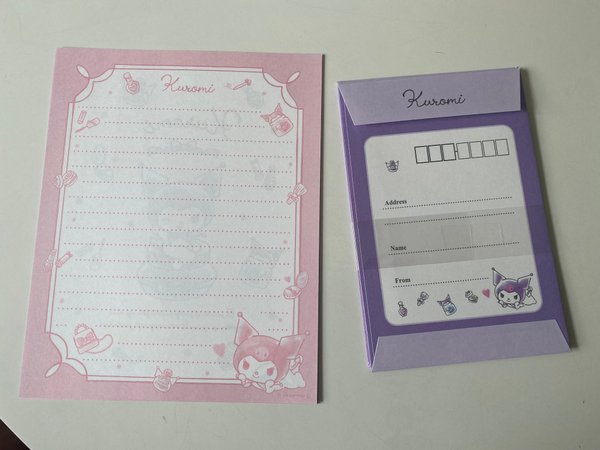 Kuromi
Kuromi
Address
Name
From